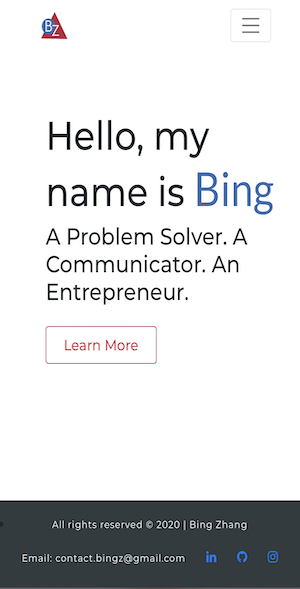 BZ
Hello, my
name is Bing
A Problem Solver. A
Communicator. An
Entrepreneur.
Learn More
All rights reserved © 2020 | Bing Zhang
Email: contact.bingz@gmail.com in